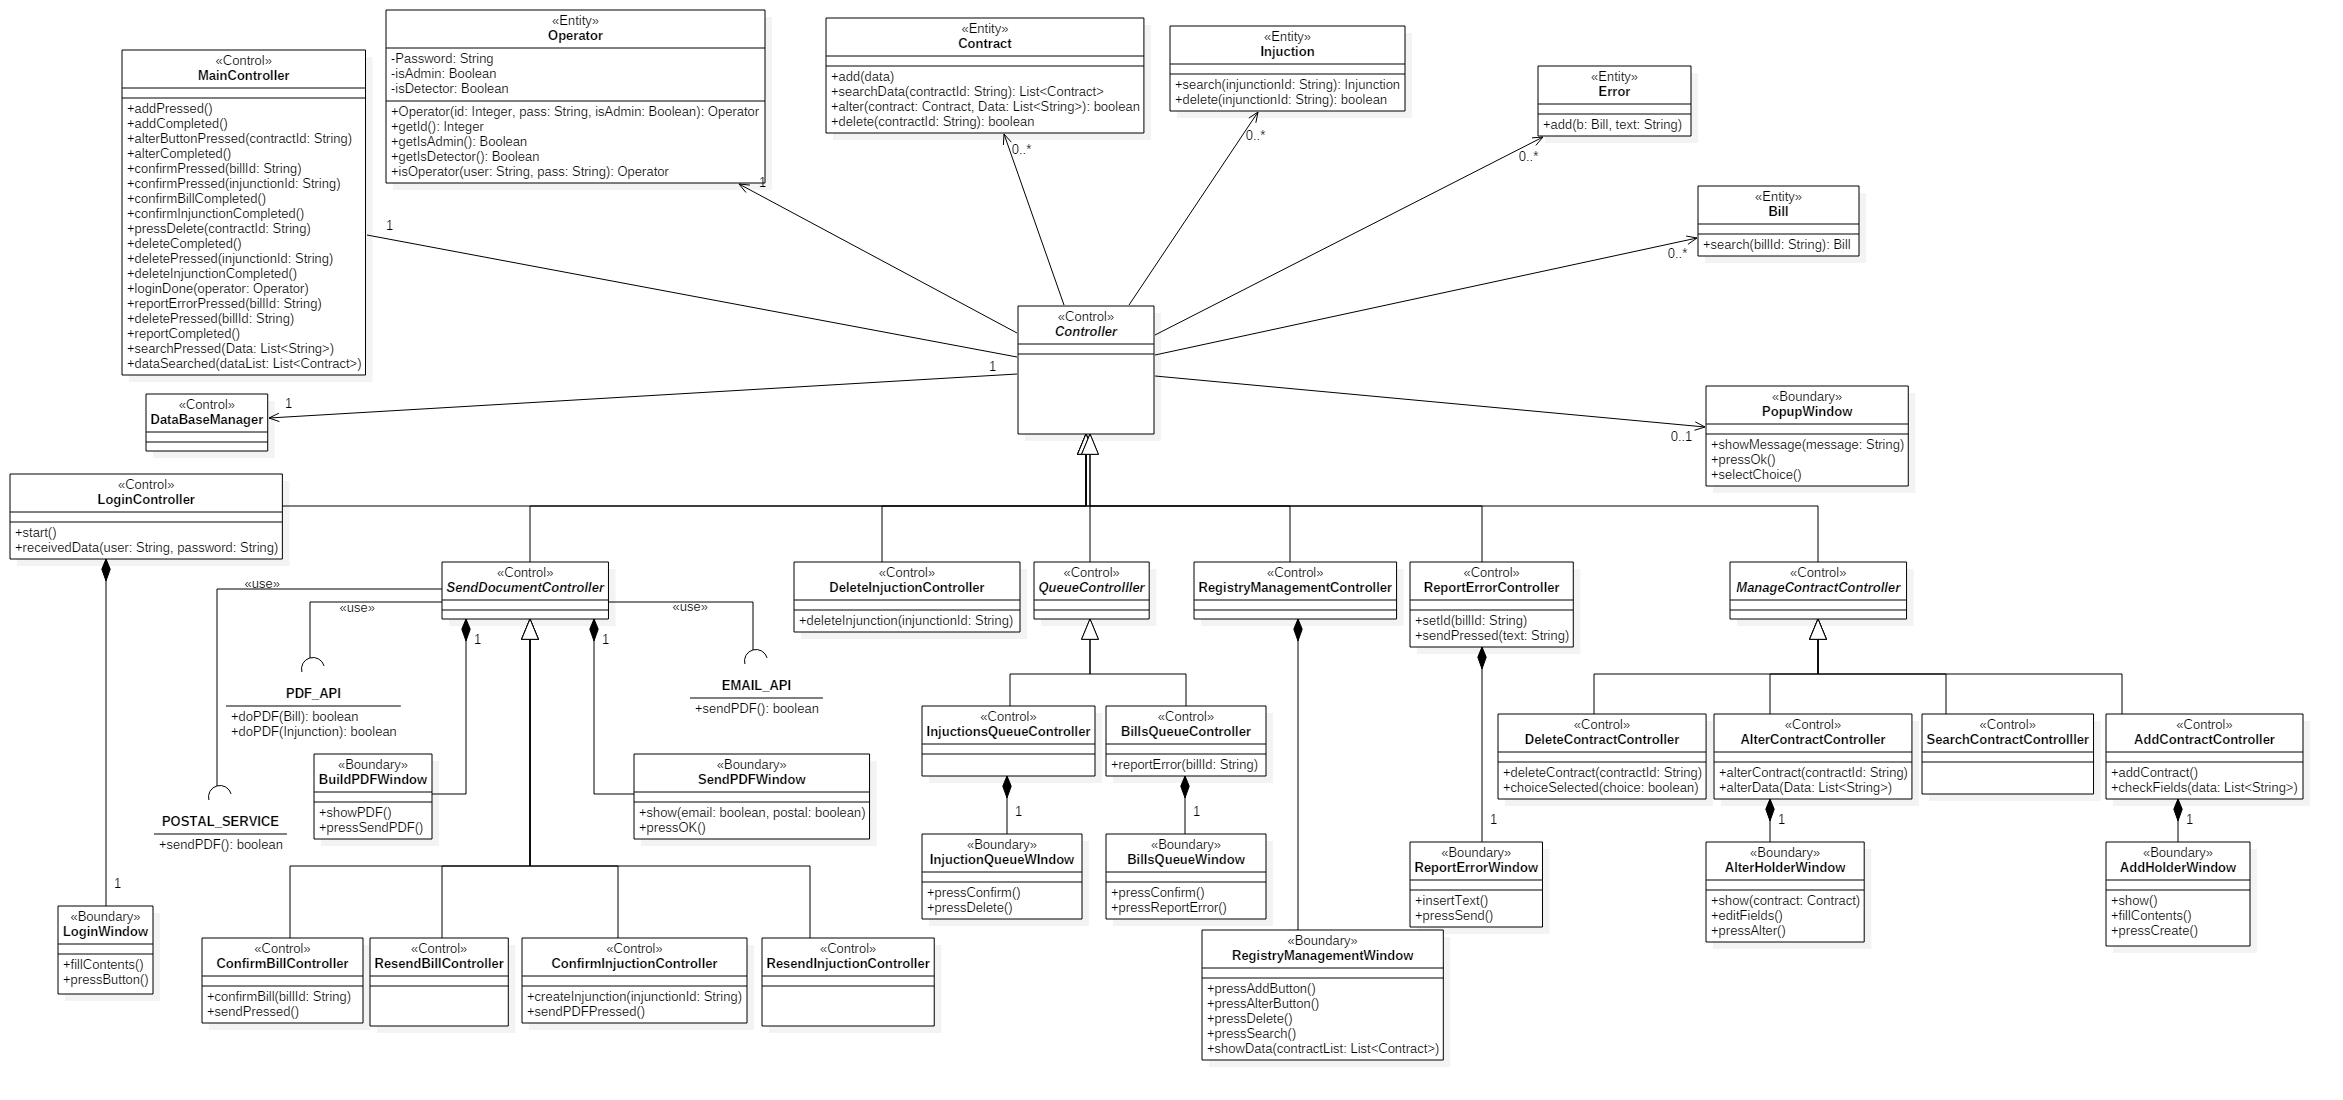 «Control»
MainController
+addPressed()
+addCompleted()
+alterButtonPressed(contractId: String)
+alterCompleted()
+confirmPressed(billId: String)
+confirmPressed(injunctionId: String)
+confirmBillCompleted()
+confirmInjunctionCompleted()
+pressDelete(contractId: String)
+deleteCompleted()
+deletePressed(injunctionId: String)
+deleteInjunctionCompleted()
+loginDone(operator: Operator)
+reportErrorPressed(billId: String)
+deletePressed(billId: String)
+reportCompleted()
+searchPressed(Data: List<String>)
+dataSearched(dataList: List<Contract>)
«Entity»
Operator
-Password: String
-isAdmin: Boolean
-isDetector: Boolean
+Operator(id: Integer, pass: String, isAdmin: Boolean): Operator
+getId(): Integer
+getIsAdmin(): Boolean
+getIsDetector(): Boolean
+isOperator(user: String, pass: String): Operator
1
«Entity»
Contract
+add(data)
+searchData(contractId: String): List<Contract>
+alter(contract: Contract, Data: List<String>): boolean
+delete(contractId: String): boolean
0..*
«Entity»
Injuction
+search(injunctionId: String): Injunction
+delete(injunctionId: String): boolean
0..*
«Entity»
Error
+add(b: Bill, text: String)
0..*
«Entity»
Bill
+search(billId: String): Bill
0..*
1
«Control»
Controller
1
«Control»
DataBaseManager
1
«Boundary»
PopupWindow
+showMessage(message: String)
+pressOk()
+selectChoice()
0..1
«Control»
LoginController
+start()
+receivedData(user: String, password: String)
«Control»
SendDocumentController
«use»
«use»
«use»
1
1
«Control»
DeleteInjuctionController
+deleteInjunction(injunctionId: String)
«Control»
QueueControlller
«Control»
RegistryManagementController
«Control»
ReportErrorController
+setId(billId: String)
+sendPressed(text: String)
«Control»
ManageContractController
PDF_API
+doPDF(Bill): boolean
+doPDF(Injunction): boolean
EMAIL_API
+sendPDF(): boolean
POSTAL_SERVICE
+sendPDF(): boolean
«Boundary»
BuildPDFWindow
+showPDF()
+pressSendPDF()
«Boundary»
SendPDFWindow
+show(email: boolean, postal: boolean)
+pressOK()
«Control»
InjuctionsQueueController
1
«Control»
BillsQueueController
+reportError(billId: String)
1
«Control»
DeleteContractController
+deleteContract(contractId: String)
+choiceSelected(choice: boolean)
«Control»
AlterContractController
+alterContract(contractId: String)
+alterData(Data: List<String>)
1
«Control»
SearchContractControlller
«Control»
AddContractController
+addContract()
+checkFields(data: List<String>)
1
«Boundary»
InjuctionQueueWIndow
+pressConfirm()
+pressDelete()
«Boundary»
BillsQueueWindow
+pressConfirm()
+pressReportError()
1
«Boundary»
ReportErrorWindow
+insertText()
+pressSend()
«Boundary»
AlterHolderWindow
+show(contract: Contract)
+editFields()
+pressAlter()
«Boundary»
AddHolderWindow
+show()
+fillContents()
+pressCreate()
1
«Boundary»
LoginWindow
+fillContents()
+pressButton()
«Control»
ConfirmBillController
+confirmBill(billId: String)
+sendPressed()
«Control»
ResendBillController
«Control»
ConfirmInjuctionController
+createInjunction(injunctionId: String)
+sendPDFPressed()
«Control»
ResendInjuctionController
«Boundary»
RegistryManagementWindow
+pressAddButton()
+pressAlterButton()
+pressDelete()
+pressSearch()
+showData(contractList: List<Contract>)